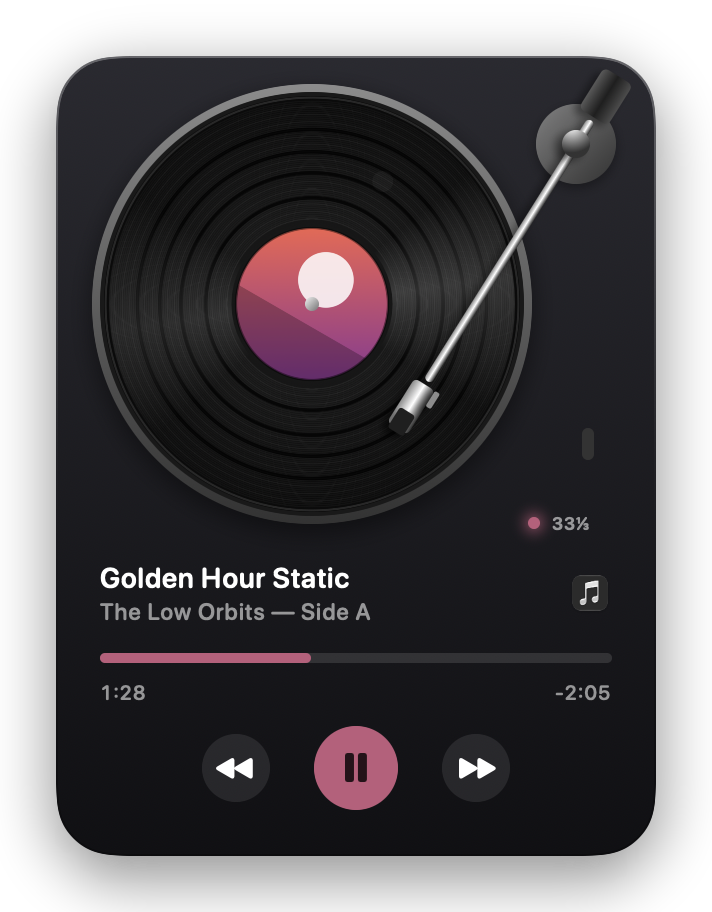 33⅓
Golden Hour Static
The Low Orbits — Side A
1:28
-2:05